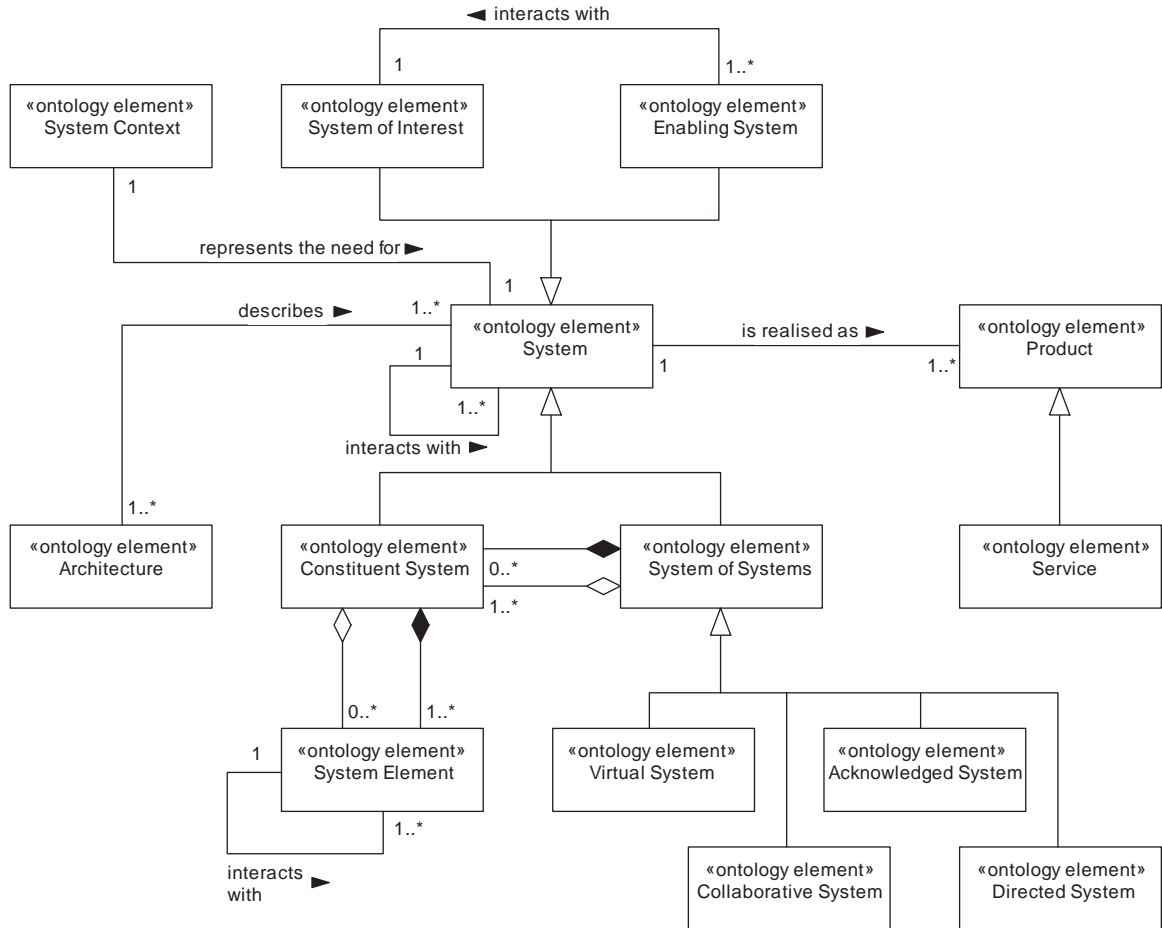 ◄ interacts with
1
1..*
«ontology element»
System Context
«ontology element»
System of Interest
«ontology element»
Enabling System
1
represents the need for ►
1
describes ►
1..*
«ontology element»
System
1
1..*
interacts with ►
is realised as ►
1
1..*
«ontology element»
Product
1..*
«ontology element»
Architecture
«ontology element»
Constituent System
0..*
1..*
«ontology element»
System of Systems
«ontology element»
Service
0..*
1..*
«ontology element»
System Element
1
1..*
interacts ►
with
«ontology element»
Virtual System
«ontology element»
Acknowledged System
«ontology element»
Collaborative System
«ontology element»
Directed System